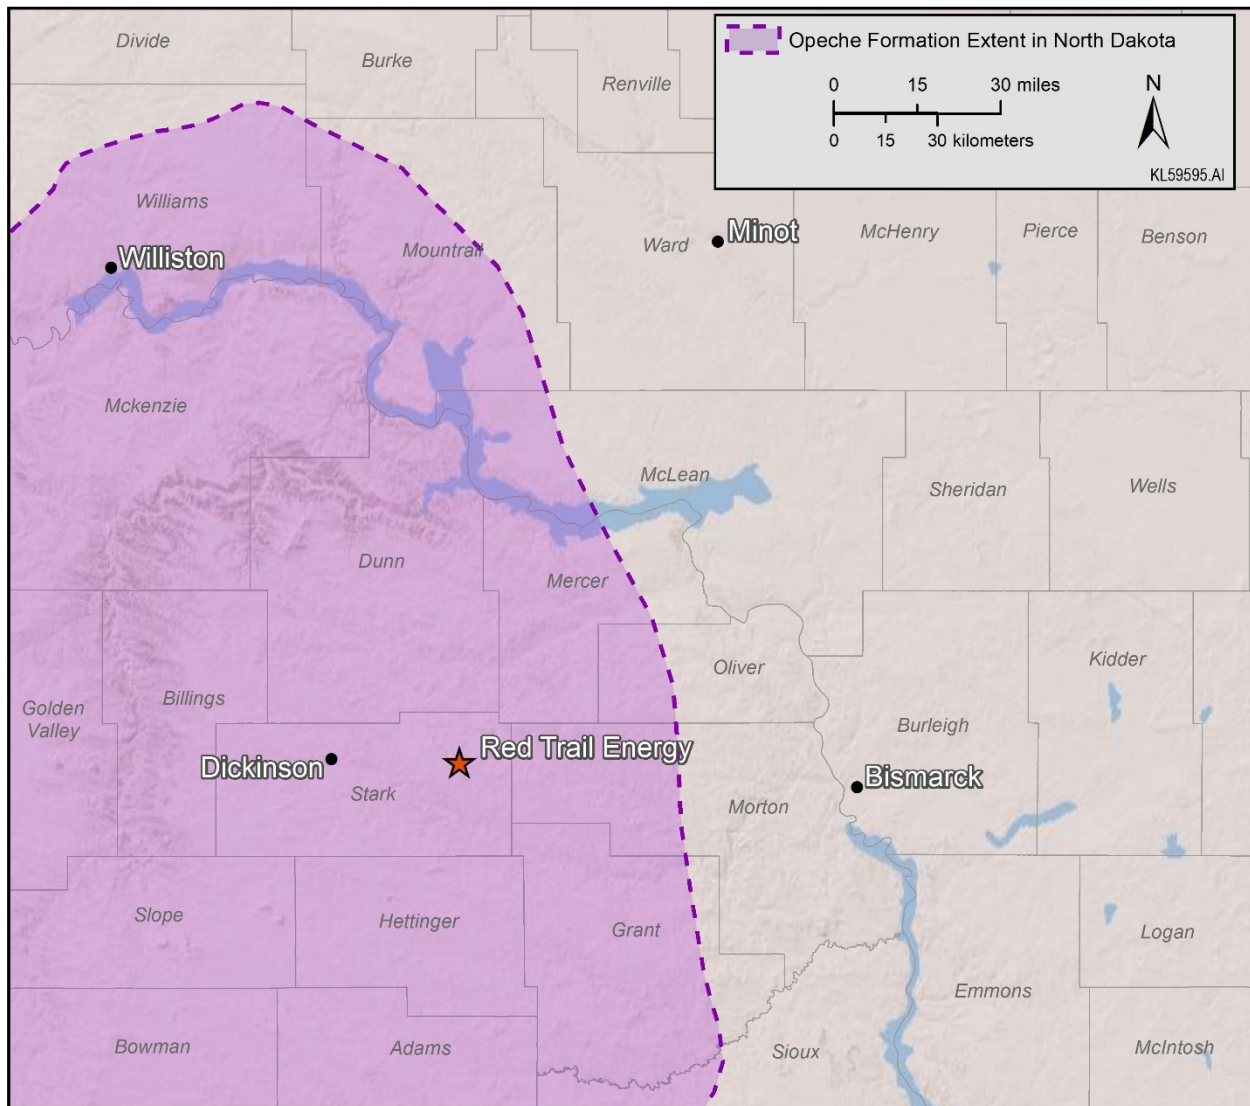 Opeche Formation Extent in North Dakota
0 15 30 miles
0 15 30 kilometers
N
KL59595.AI
Divide
Burke
Renville
Williams
Mountrail
Ward
Minot
McHenry
Pierce
Benson
Williston
Mckenzie
McLean
Sheridan
Wells
Dunn
Mercer
Oliver
Kidder
Golden
Valley
Billings
Burleigh
Dickinson
Stark
Red Trail Energy
Morton
Bismarck
Slope
Hettinger
Grant
Logan
Emmons
Bowman
Adams
Sioux
McIntosh